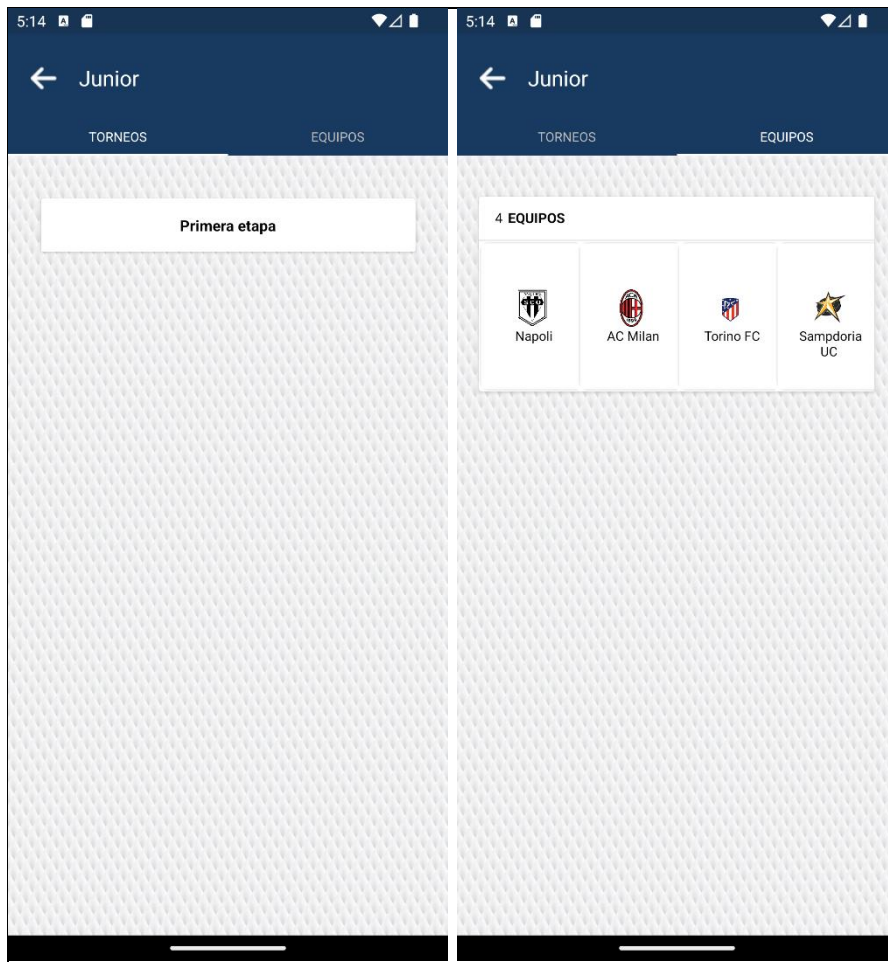 5:14
Junior
TORNEOS EQUIPOS
Primera etapa
5:14
Junior
TORNEOS EQUIPOS
4 EQUIPOS
Napoli AC Milan Torino FC Sampdoria
UC